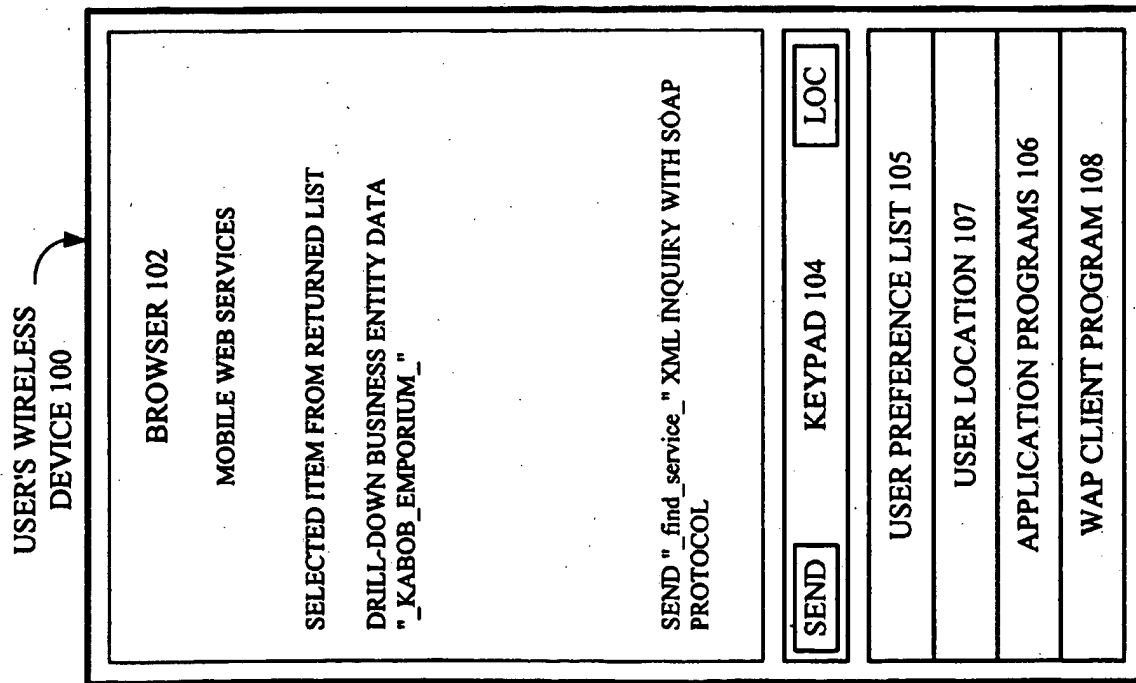 USER'S WIRELESS
DEVICE 100
BROWSER 102
MOBILE WEB SERVICES
SELECTED ITEM FROM RETURNED LIST
DRILL-DOWN BUSINESS ENTITY DATA
"_KABOB_EMPORIUM_"
SEND "_find_service_" XML INQUIRY WITH SOAP
PROTOCOL
SEND KEYPAD 104 LOC
USER PREFERENCE LIST 105
USER LOCATION 107
APPLICATION PROGRAMS 106
WAP CLIENT PROGRAM 108